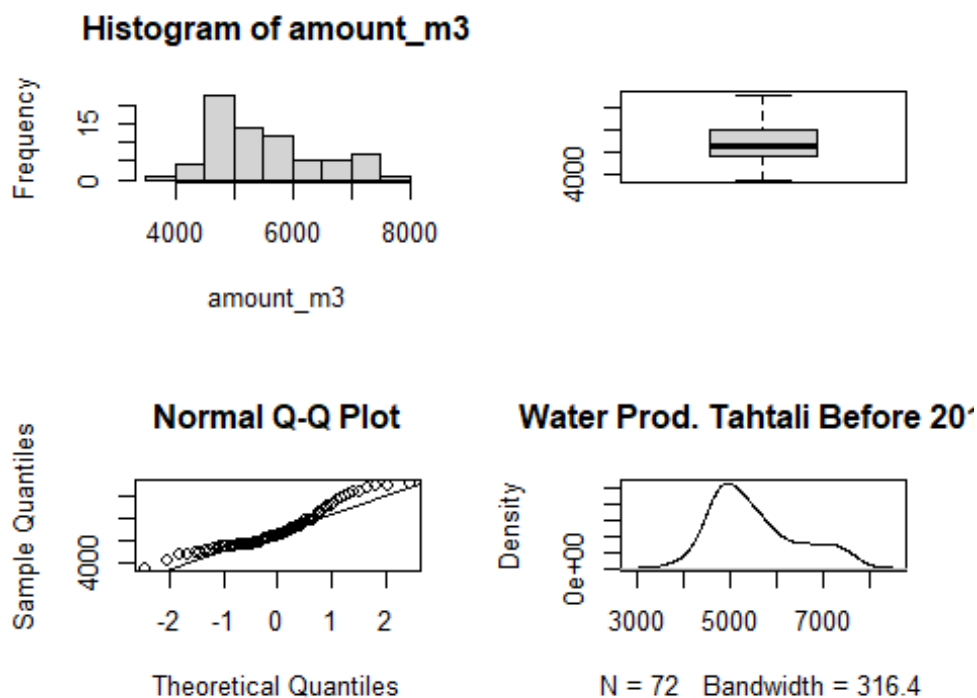 Histogram of amount_m3
Frequency
15
0
4000 6000 8000
amount_m3
4000
Normal Q-Q Plot
Sample Quantiles
4000
-2 -1 0 1 2
Theoretical Quantiles
Water Prod. Tahtali Before 201
Density
0e+00
3000 5000 7000
N = 72 Bandwidth = 316.4